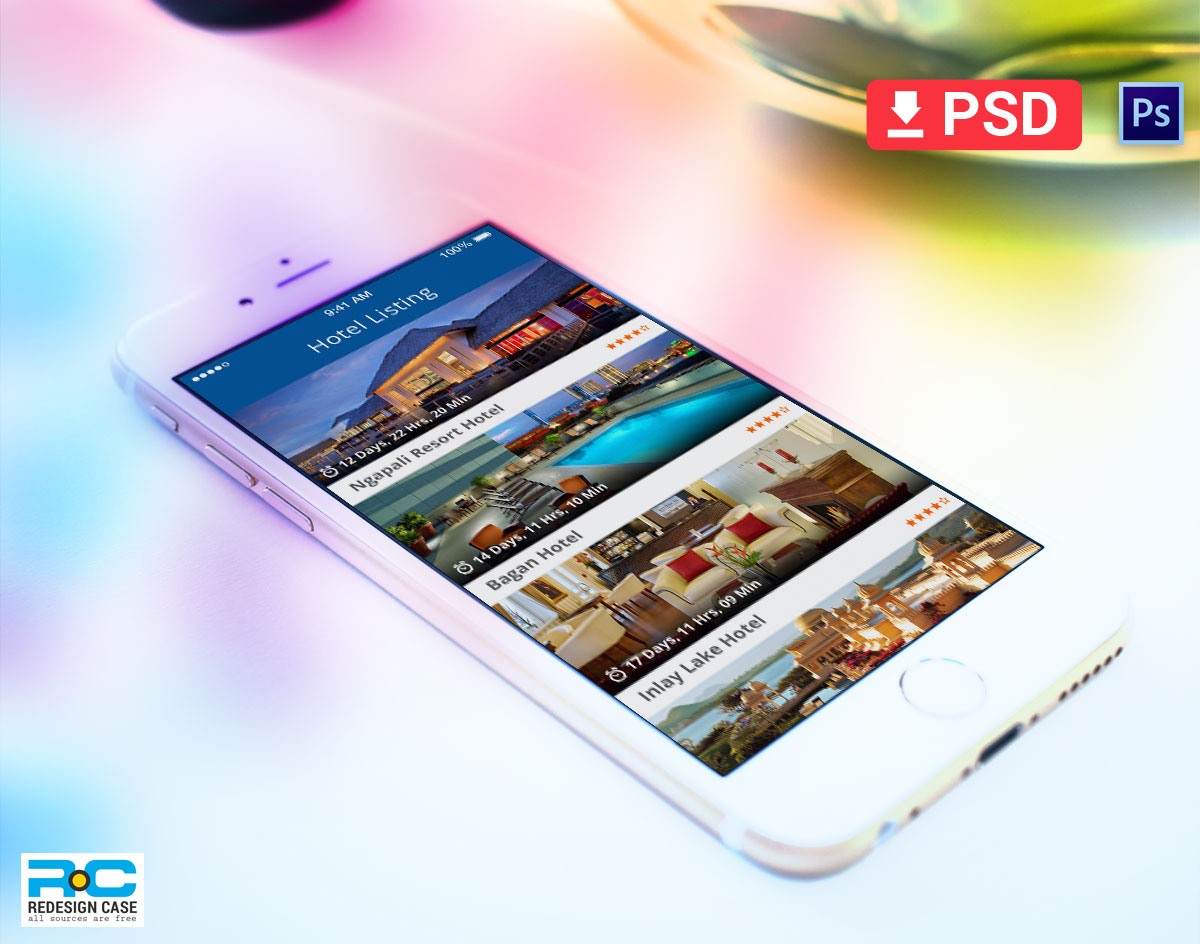 PSD
Ps
100%
9:41 AM
Hotel Listing
12 Days, 22 Hrs, 20 Min
Ngapali Resort Hotel
14 Days, 11 Hrs, 10 Min
Bagan Hotel
17 Days, 11 Hrs, 09 Min
Inlay Lake Hotel
RC
REDESIGN CASE
all sources are free